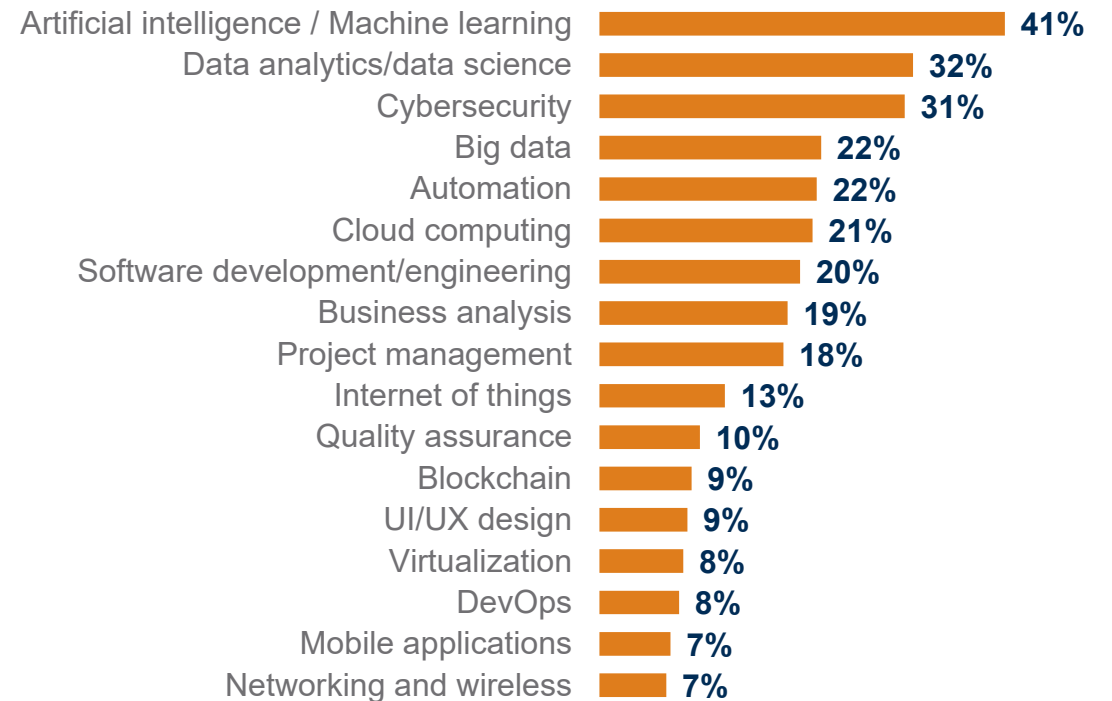 Artificial intelligence / Machine learning 41%
Data analytics/data science 32%
Cybersecurity 31%
Big data 22%
Automation 22%
Cloud computing 21%
Software development/engineering 20%
Business analysis 19%
Project management 18%
Internet of things 13%
Quality assurance 10%
Blockchain 9%
UI/UX design 9%
Virtualization 8%
DevOps 8%
Mobile applications 7%
Networking and wireless 7%